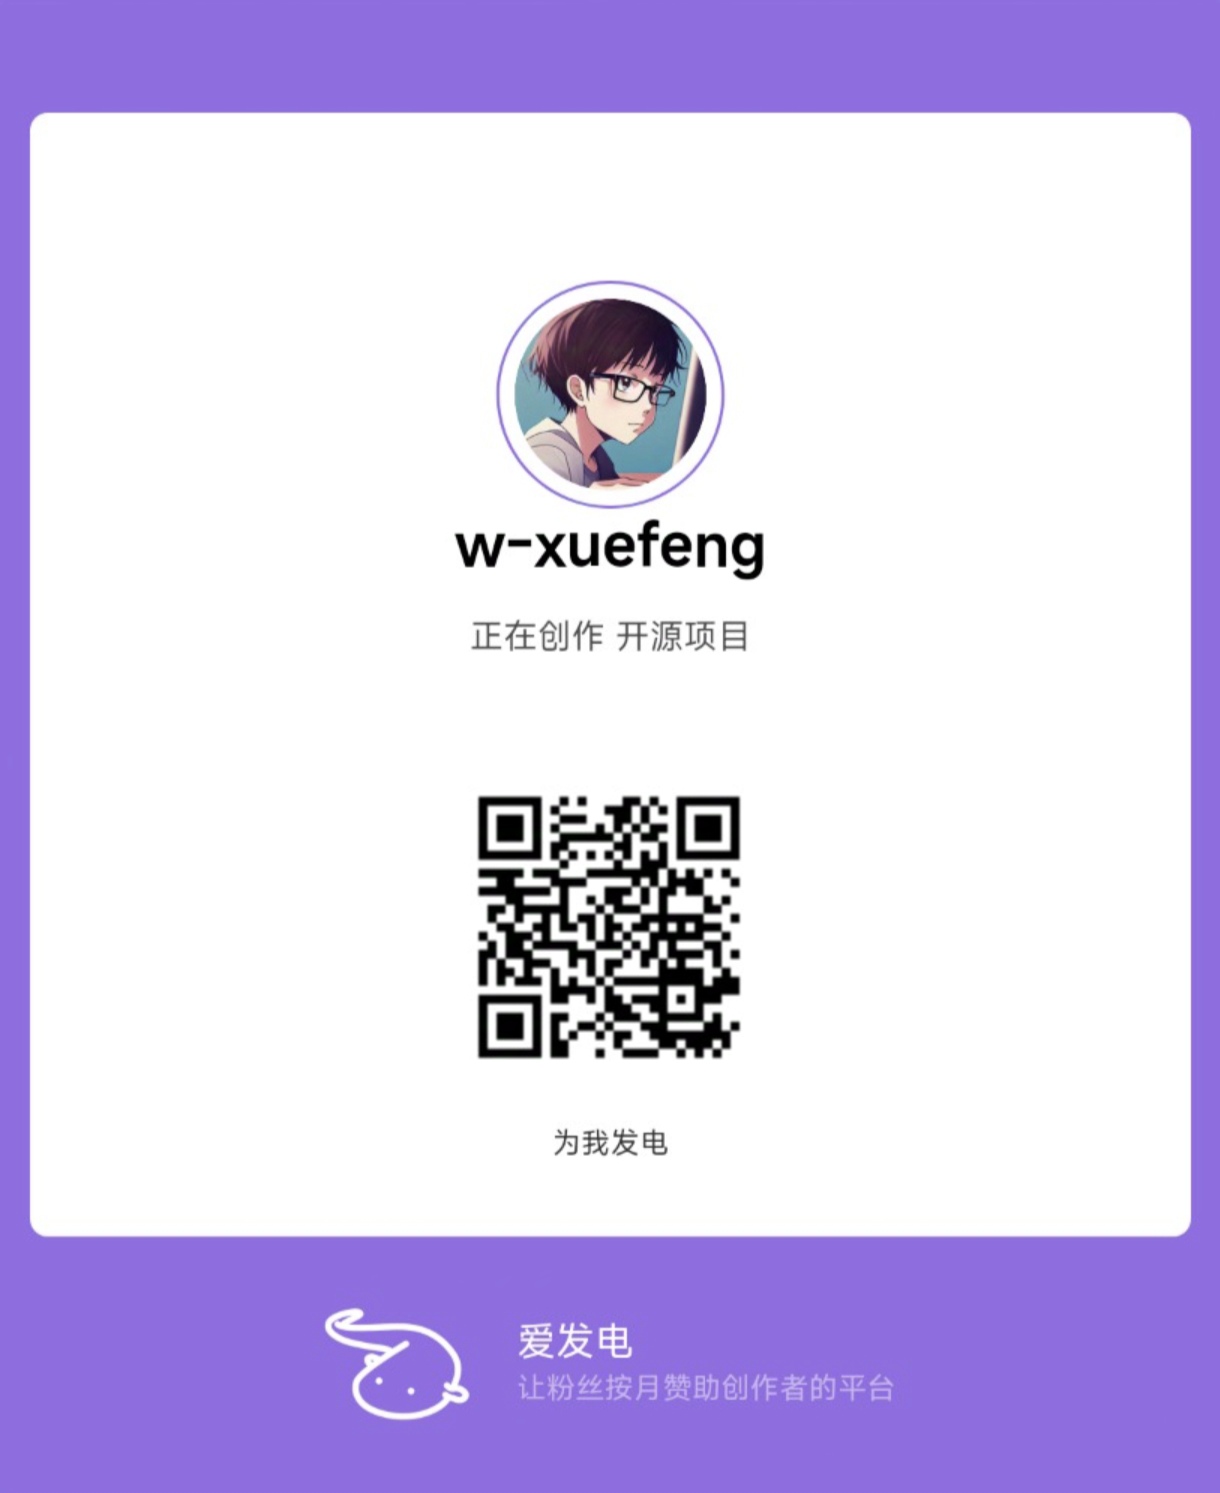 w-xuefeng
正在创作 开源项目
为我发电
爱发电
让粉丝按月赞助创作者的平台